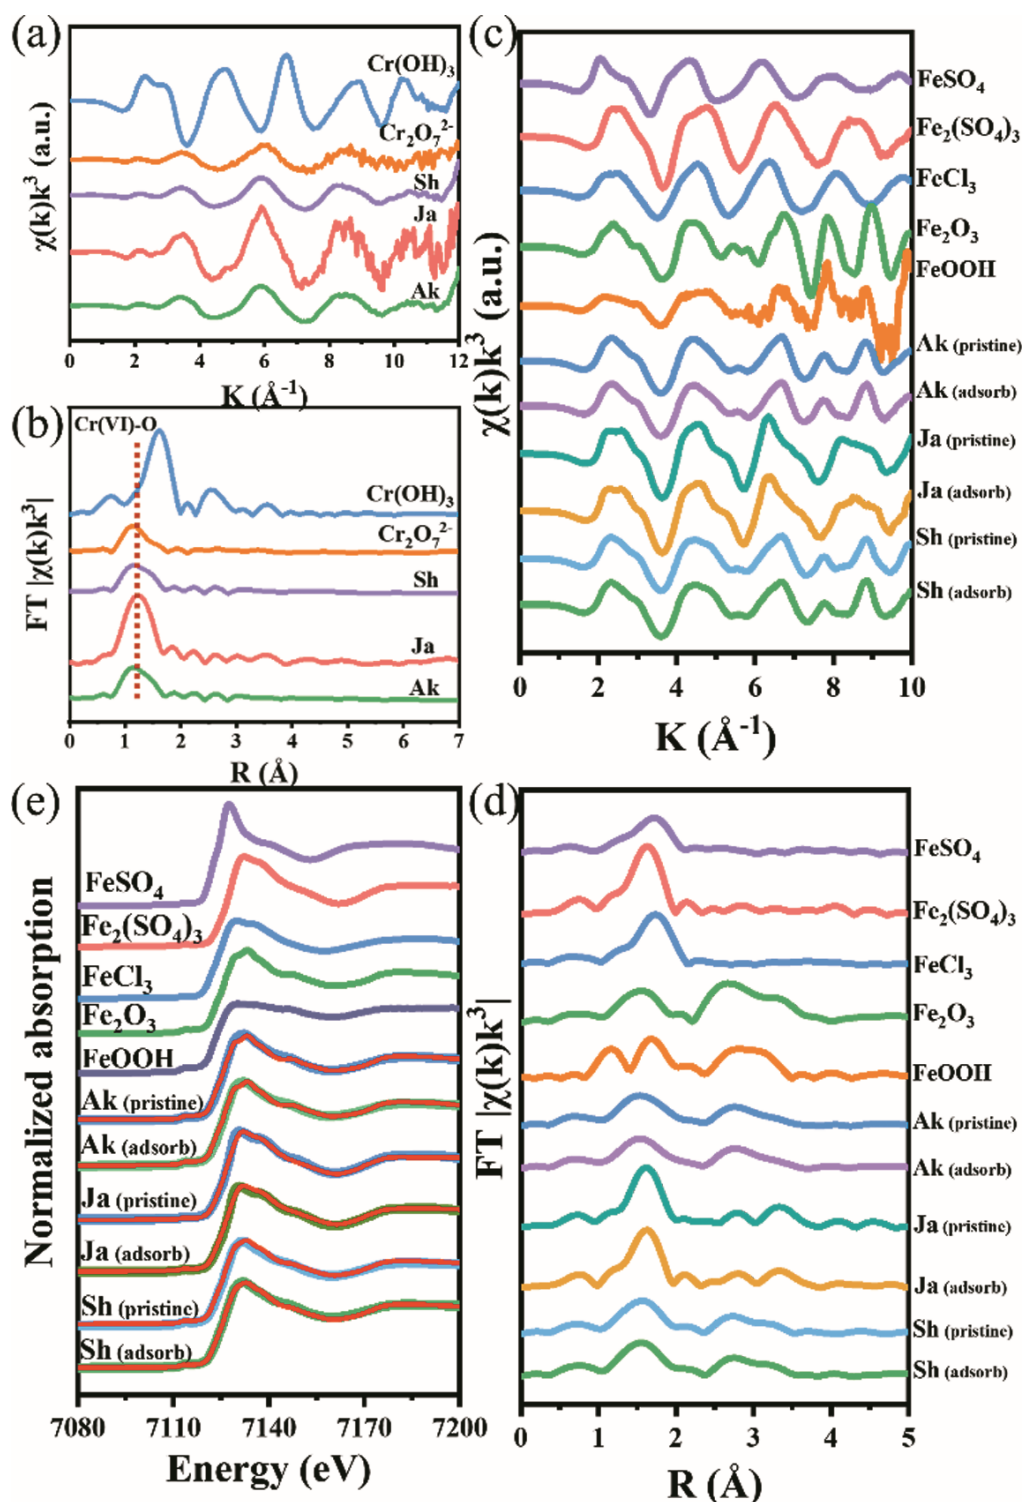 (a)
Cr(OH)₃
Cr₂O₇²⁻
Sh
Ja
Ak
χ(k)k³ (a.u.)
0 2 4 6 8 10 12
K (Å⁻¹)
(b)
Cr(VI)-O
Cr(OH)₃
Cr₂O₇²⁻
Sh
Ja
Ak
FT |χ(k)k³|
0 1 2 3 4 5 6 7
R (Å)
(c)
FeSO₄
Fe₂(SO₄)₃
FeCl₃
Fe₂O₃
FeOOH
Ak (pristine)
Ak (adsorb)
Ja (pristine)
Ja (adsorb)
Sh (pristine)
Sh (adsorb)
χ(k)k³ (a.u.)
0 2 4 6 8 10
K (Å⁻¹)
(e)
FeSO₄
Fe₂(SO₄)₃
FeCl₃
Fe₂O₃
FeOOH
Ak (pristine)
Ak (adsorb)
Ja (pristine)
Ja (adsorb)
Sh (pristine)
Sh (adsorb)
Normalized absorption
7080 7110 7140 7170 7200
Energy (eV)
(d)
FeSO₄
Fe₂(SO₄)₃
FeCl₃
Fe₂O₃
FeOOH
Ak (pristine)
Ak (adsorb)
Ja (pristine)
Ja (adsorb)
Sh (pristine)
Sh (adsorb)
FT |χ(k)k³|
0 1 2 3 4 5
R (Å)